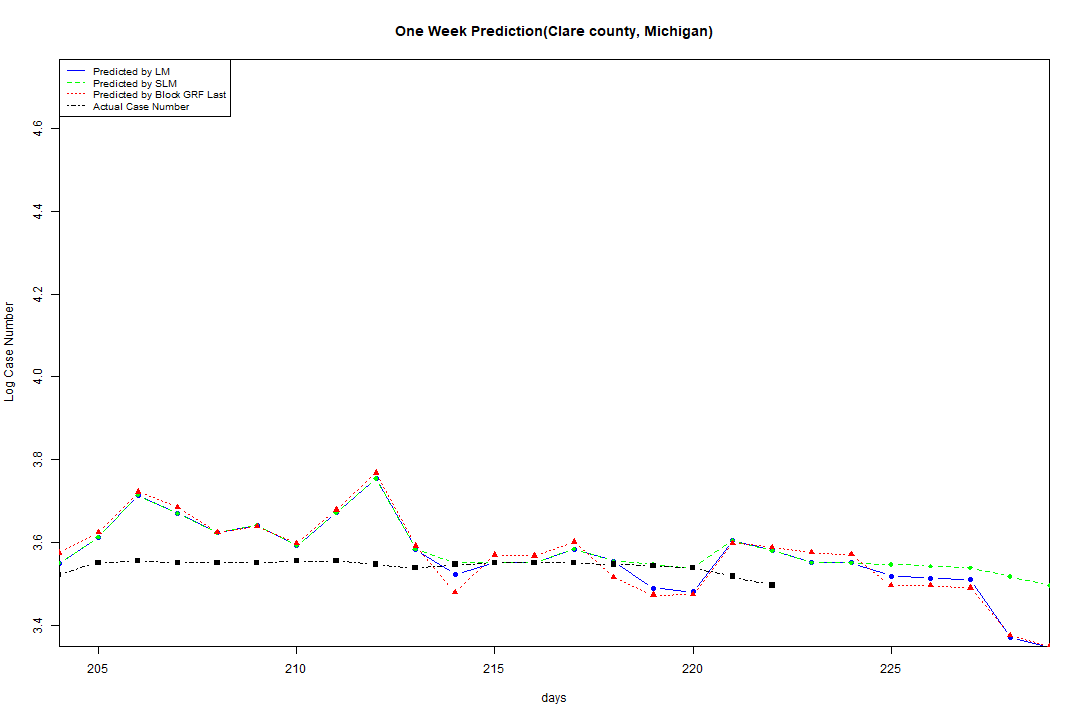 One Week Prediction(Clare county, Michigan)
Predicted by LM
Predicted by SLM
Predicted by Block GRF Last
Actual Case Number
4.6
4.4
4.2
4.0
3.8
3.6
3.4
Log Case Number
205 210 215 220 225
days